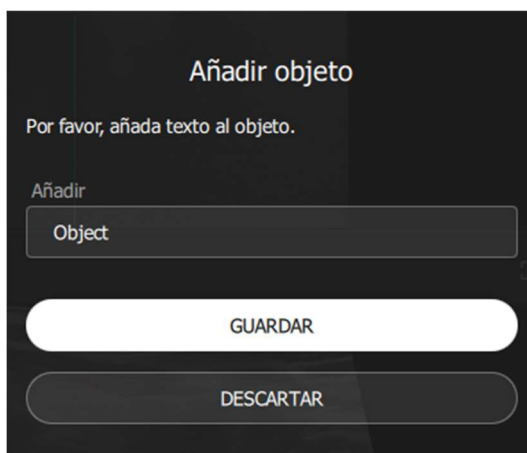 Añadir objeto
Por favor, añada texto al objeto.
Añadir
Object
GUARDAR
DESCARTAR